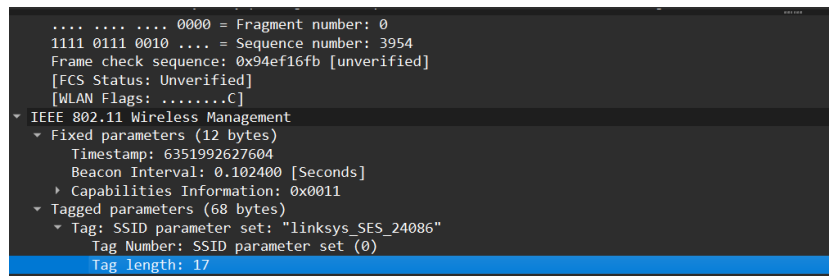 .... .... .... 0000 = Fragment number: 0
1111 0111 0010 .... = Sequence number: 3954
Frame check sequence: 0x94ef16fb [unverified]
[FCS Status: Unverified]
[WLAN Flags: ........C]
IEEE 802.11 Wireless Management
Fixed parameters (12 bytes)
Timestamp: 6351992627604
Beacon Interval: 0.102400 [Seconds]
Capabilities Information: 0x0011
Tagged parameters (68 bytes)
Tag: SSID parameter set: "linksys_SES_24086"
Tag Number: SSID parameter set (0)
Tag length: 17